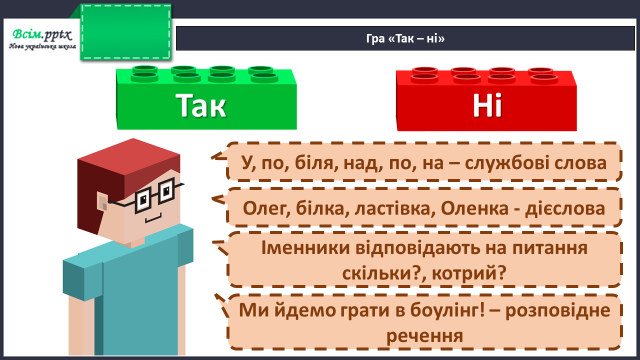 Всім.pptx
Нова українська школа
Гра «Так – ні»
Так
Ні
У, по, біля, над, по, на – службові слова
Олег, білка, ластівка, Оленка - дієслова
Іменники відповідають на питання
скільки?, котрий?
Ми йдемо грати в боулінг! – розповідне
речення